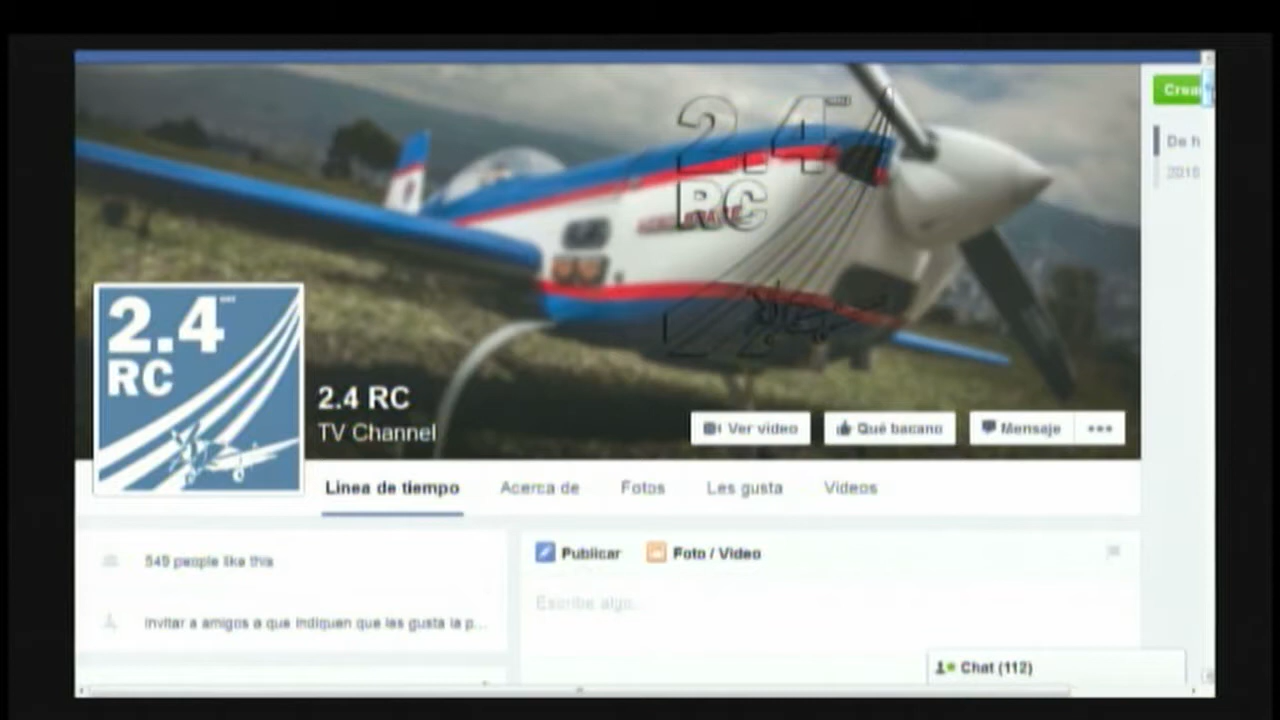 2.4
RC
Crea
De h
2016
2.4
RC
2.4 RC
TV Channel
Ver video
Qué bacano
Mensaje
Linea de tiempo
Acerca de
Fotos
Les gusta
Videos
549 people like this
Publicar
Foto / Video
Invitar a amigos a que indiquen que les gusta la p...
Escribe algo...
Chat (112)